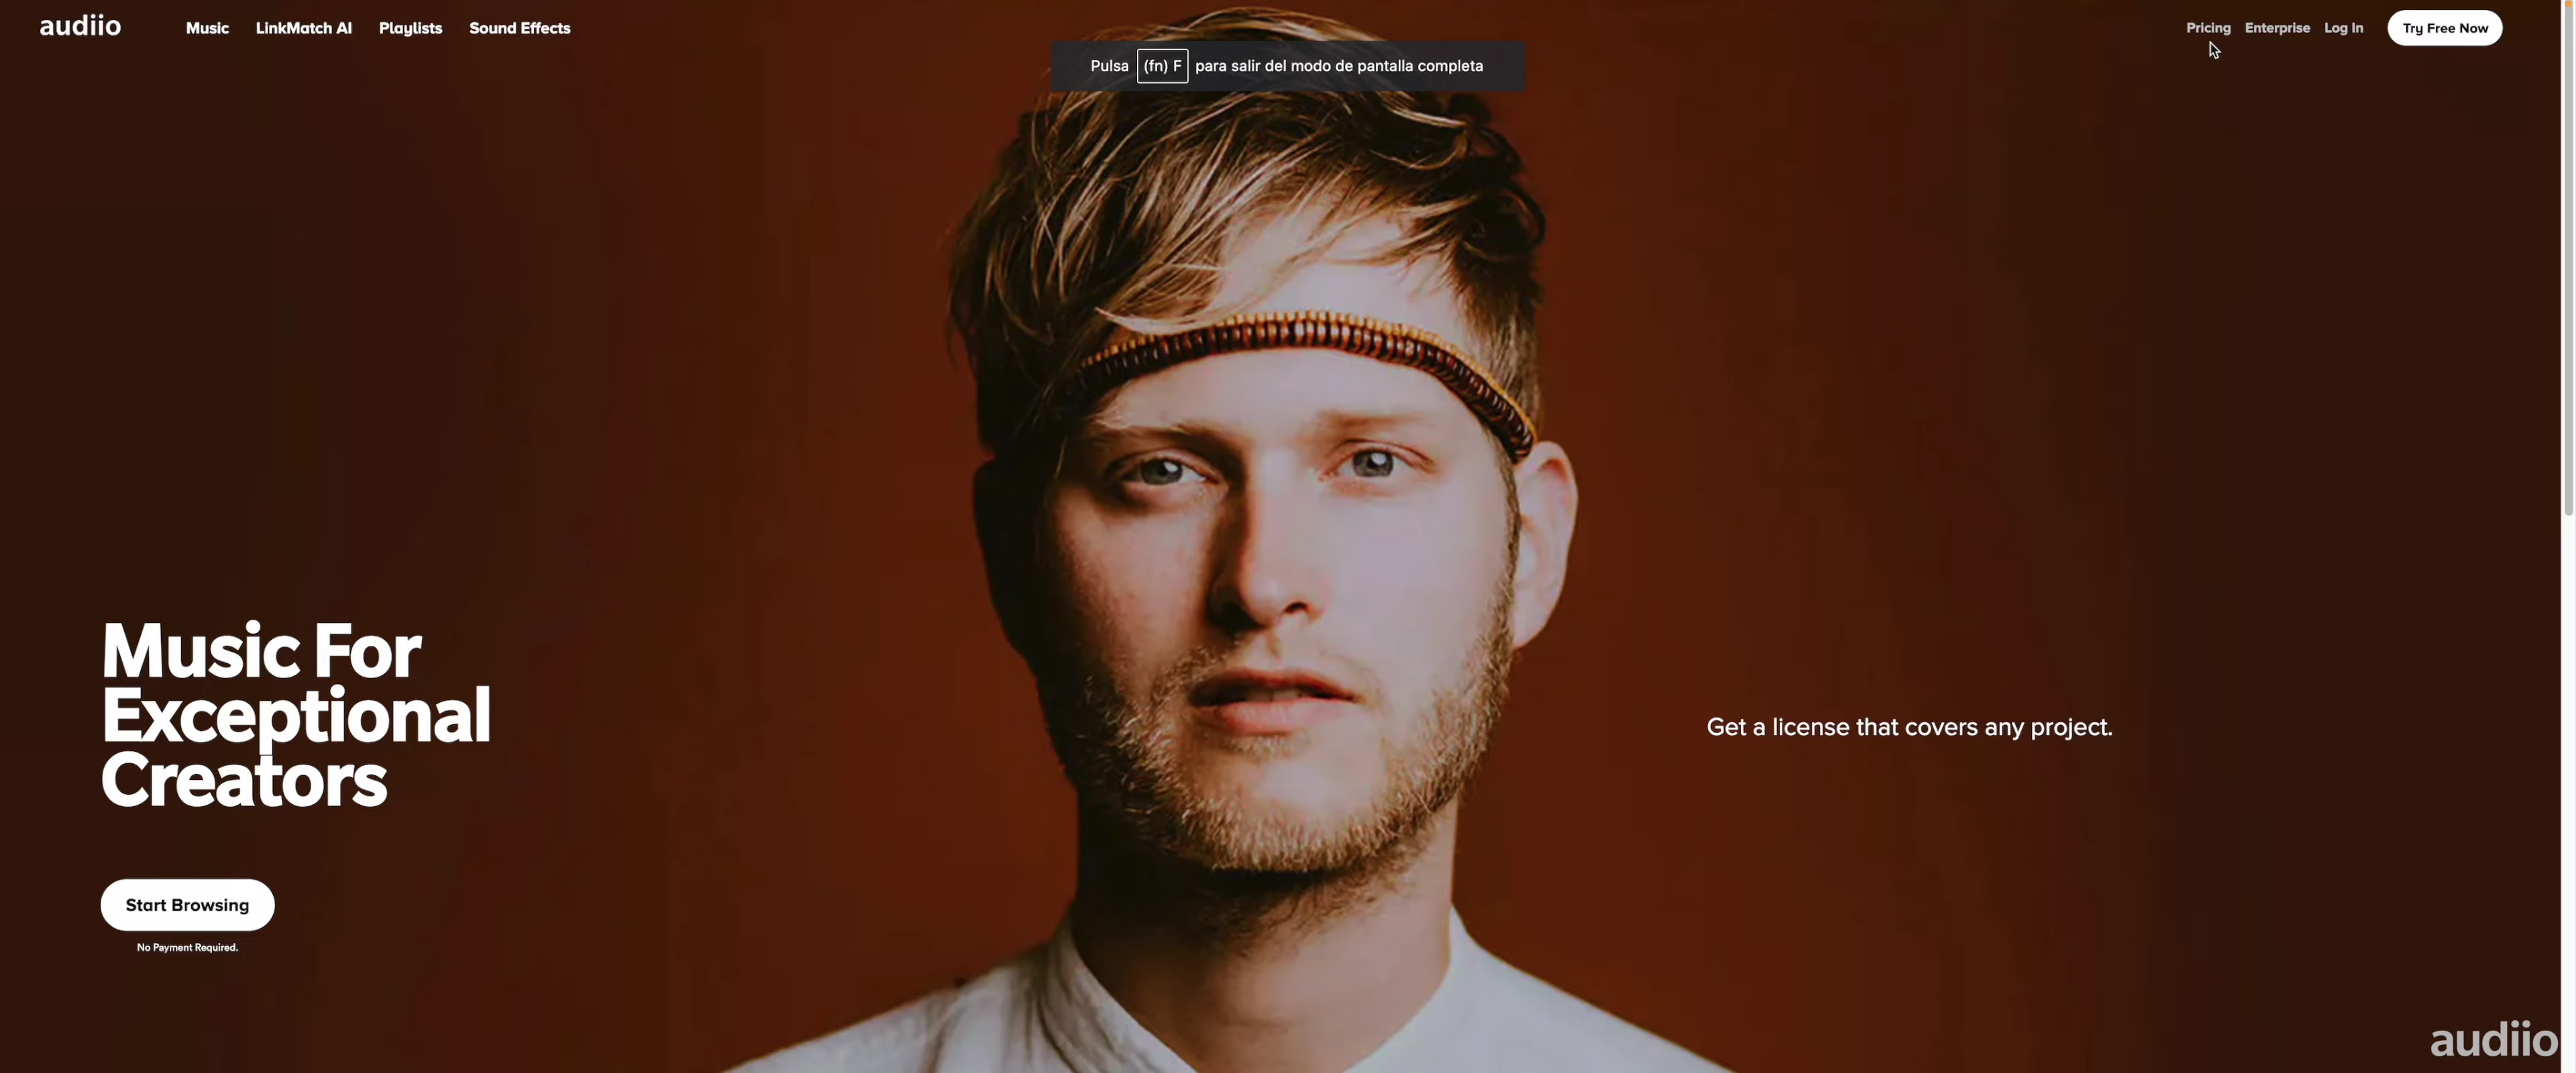 audiio
Music LinkMatch AI Playlists Sound Effects
Pricing Enterprise Log In Try Free Now
Pulsa (fn) F para salir del modo de pantalla completa
Music For
Exceptional
Creators
Get a license that covers any project.
Start Browsing
No Payment Required.
audiio